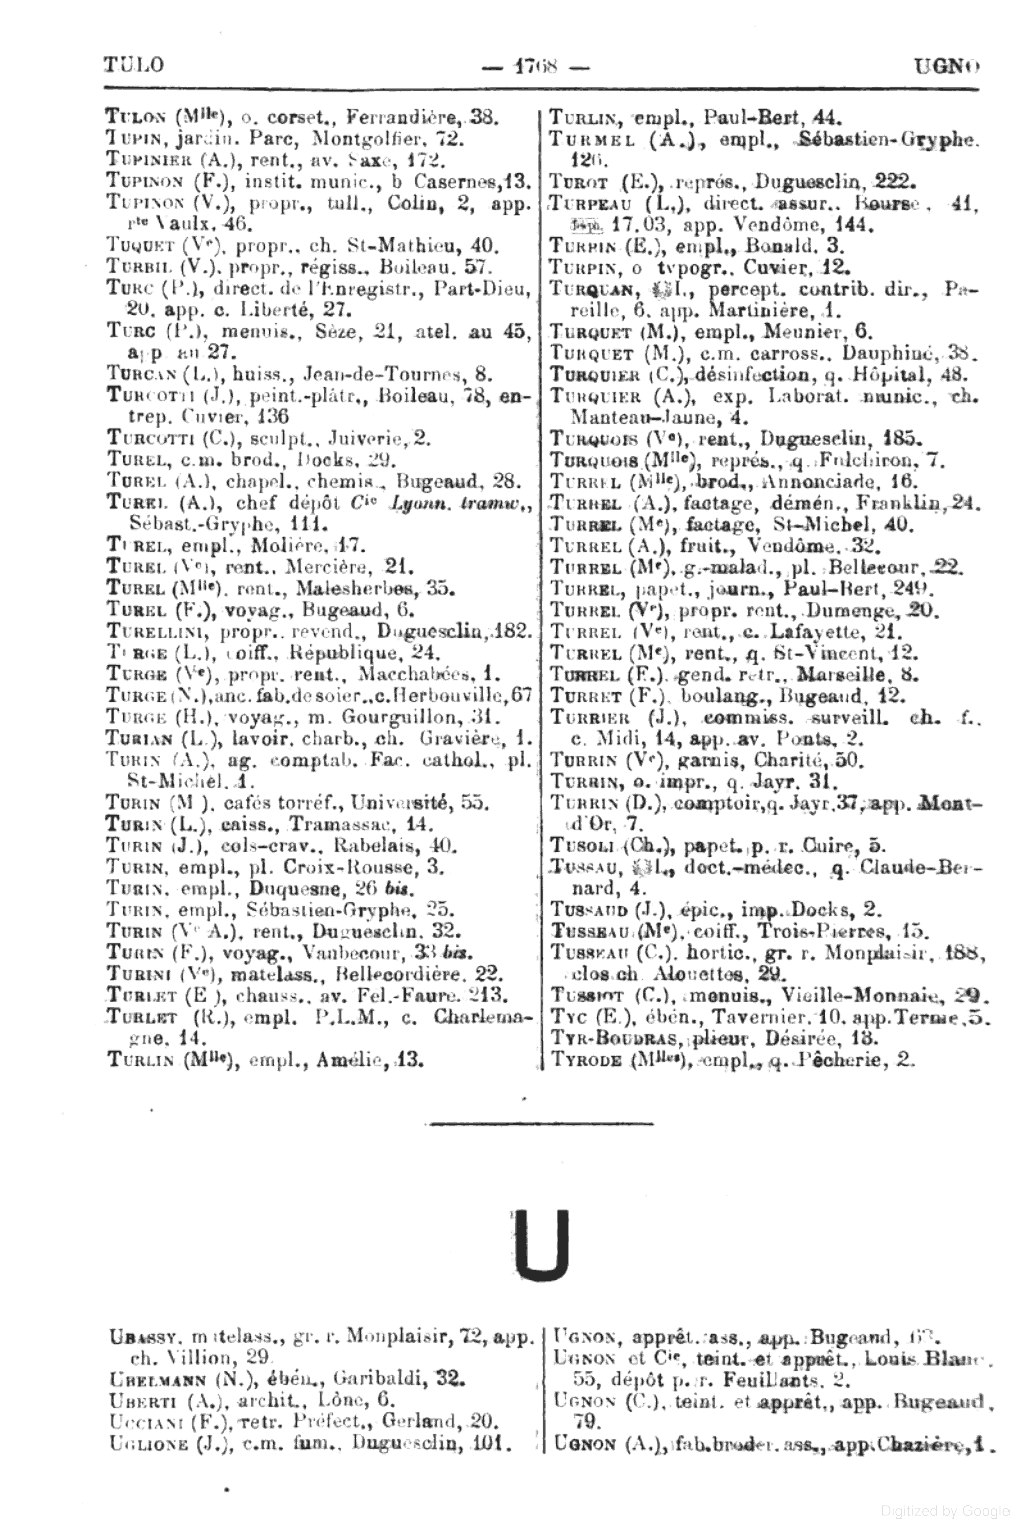 TULO — 1768 — UGNO
TULON (Mlle), o. corset., Ferrandière, 38.
TUPIN, jardin. Parc, Montgolfier, 72.
TUPINIER (A.), rent., av. Saxe, 172.
TUPINON (F.), instit. munic., b Casernes, 13.
TUPINON (V.), propr., tull., Colin, 2, app.
rte Vaulx, 46.
TUQUET (Ve), propr., ch. St-Mathieu, 40.
TURBIL (V.), propr., régiss., Boileau, 57.
TURC (P.), direct. de l'Enregistr., Part-Dieu,
20, app. c. Liberté, 27.
TURC (P.), menuis., Sèze, 21, atel. au 45,
app au 27.
TURCAN (L.), huiss., Jean-de-Tournes, 8.
TURCOTTI (J.), peint.-plâtr., Boileau, 78, en-
trep. Cuvier, 136
TURCOTTI (C.), sculpt., Juiverie, 2.
TUREL, c.m. brod., Docks, 29.
TUREL (A.), chapel., chemis., Bugeaud, 28.
TUREL (A.), chef dépôt Cie Lyonn. tramw.,
Sébast.-Gryphe, 111.
TUREL, empl., Molière, 17.
TUREL (Ve), rent., Mercière, 21.
TUREL (Mlle), rent., Malesherbes, 35.
TUREL (F.), voyag., Bugeaud, 6.
TURELLINI, propr., revend., Duguesclin, 182.
TURGE (L.), coiff., République, 24.
TURGE (Ve), propr. rent., Macchabées, 1.
TURGE (N.), anc. fab. de soier., c. Herbouville, 67
TURGE (H.), voyag., m. Gourguillon, 31.
TURIAN (L.), lavoir, charb., ch. Gravière, 1.
TURIN (A.), ag. comptab. Fac. cathol., pl.
St-Michel, 1.
TURIN (M ), cafés torréf., Université, 55.
TURIN (L.), caiss., Tramassac, 14.
TURIN (J.), cols-crav., Rabelais, 40.
TURIN, empl., pl. Croix-Rousse, 3.
TURIN, empl., Duquesne, 26 bis.
TURIN, empl., Sébastien-Gryphe, 25.
TURIN (Ve A.), rent., Duguesclin, 32.
TURIN (F.), voyag., Vaubecour, 33 bis.
TURINI (Ve), matelass., Bellecordière, 22.
TURLET (E ), chauss., av. Fel.-Faure, 213.
TURLET (R.), empl. P.L.M., c. Charlema-
gne, 14.
TURLIN (Mlle), empl., Amélie, 13.
TURLIN, empl., Paul-Bert, 44.
TURMEL (A.), empl., Sébastien-Gryphe,
126.
TUROT (E.), représ., Duguesclin, 222.
TURPEAU (L.), direct. assur., Bourse, 41,
17.03, app. Vendôme, 144.
TURPIN (E.), empl., Bonald, 3.
TURPIN, o typogr., Cuvier, 12.
TURQUAN, I., percept. contrib. dir., Pa-
reille, 6, app. Martinière, 1.
TURQUET (M.), empl., Meunier, 6.
TURQUET (M.), c.m. carross., Dauphiné, 38.
TURQUIER (C.), désinfection, q. Hôpital, 48.
TURQUIER (A.), exp. Laborat. munic., ch.
Manteau-Jaune, 4.
TURQUOIS (Ve), rent., Duguesclin, 185.
TURQUOIS (Mlle), représ., q. Fulchiron, 7.
TURREL (Mlle), brod., Annonciade, 16.
TURREL (A.), factage, démén., Franklin, 24.
TURREL (Me), factage, St-Michel, 40.
TURREL (A.), fruit., Vendôme, 32.
TURREL (Me), g.-malad., pl. Bellecour, 22.
TURREL, papet., journ., Paul-Bert, 249.
TURREL (Ve), propr. rent., Dumenge, 20.
TURREL (Ve), rent., c. Lafayette, 21.
TURREL (Me), rent., q. St-Vincent, 12.
TURREL (F.), gend. retr., Marseille, 8.
TURRET (F.), boulang., Bugeaud, 12.
TURRIER (J.), commiss. surveill. ch. f.,
c. Midi, 14, app. av. Ponts, 2.
TURRIN (Ve), garnis, Charité, 50.
TURRIN, o. impr., q. Jayr, 31.
TURRIN (D.), comptoir, q. Jayr, 37, app. Mont-
d'Or, 7.
TUSOLI (Ch.), papet. p. r. Cuire, 5.
TUSSAU, I., doct.-médec., q. Claude-Ber-
nard, 4.
TUSSAUD (J.), épic., imp. Docks, 2.
TUSSEAU (Me), coiff., Trois-Pierres, 15.
TUSSEAU (C.), hortic., gr. r. Monplaisir, 188,
clos ch. Alouettes, 29.
TUSSIOT (C.), menuis., Vieille-Monnaie, 29.
TYC (E.), ébén., Tavernier, 10, app. Terme, 5.
TYR-BOUDRAS, plieur, Désirée, 18.
TYRODE (Mlles), empl., q. Pêcherie, 2.
U
UBASSY, matelass., gr. r. Monplaisir, 72, app.
ch. Villion, 29
UBELMANN (N.), ébén., Garibaldi, 32.
UBERTI (A.), archit., Lône, 6.
UCCIANI (F.), retr. Préfect., Gerland, 20.
UGLIONE (J.), c.m. fum., Duguesclin, 101.
UGNON, apprêt. ass., app. Bugeaud,
UGNON et Cie, teint. et apprêt., Louis Blanc,
55, dépôt p. r. Feuillants, 2.
UGNON (C.), teint. et apprêt., app. Bugeaud,
79.
UGNON (A.), fab. broder. ass., app. Chazière, 1.
Digitized by Google